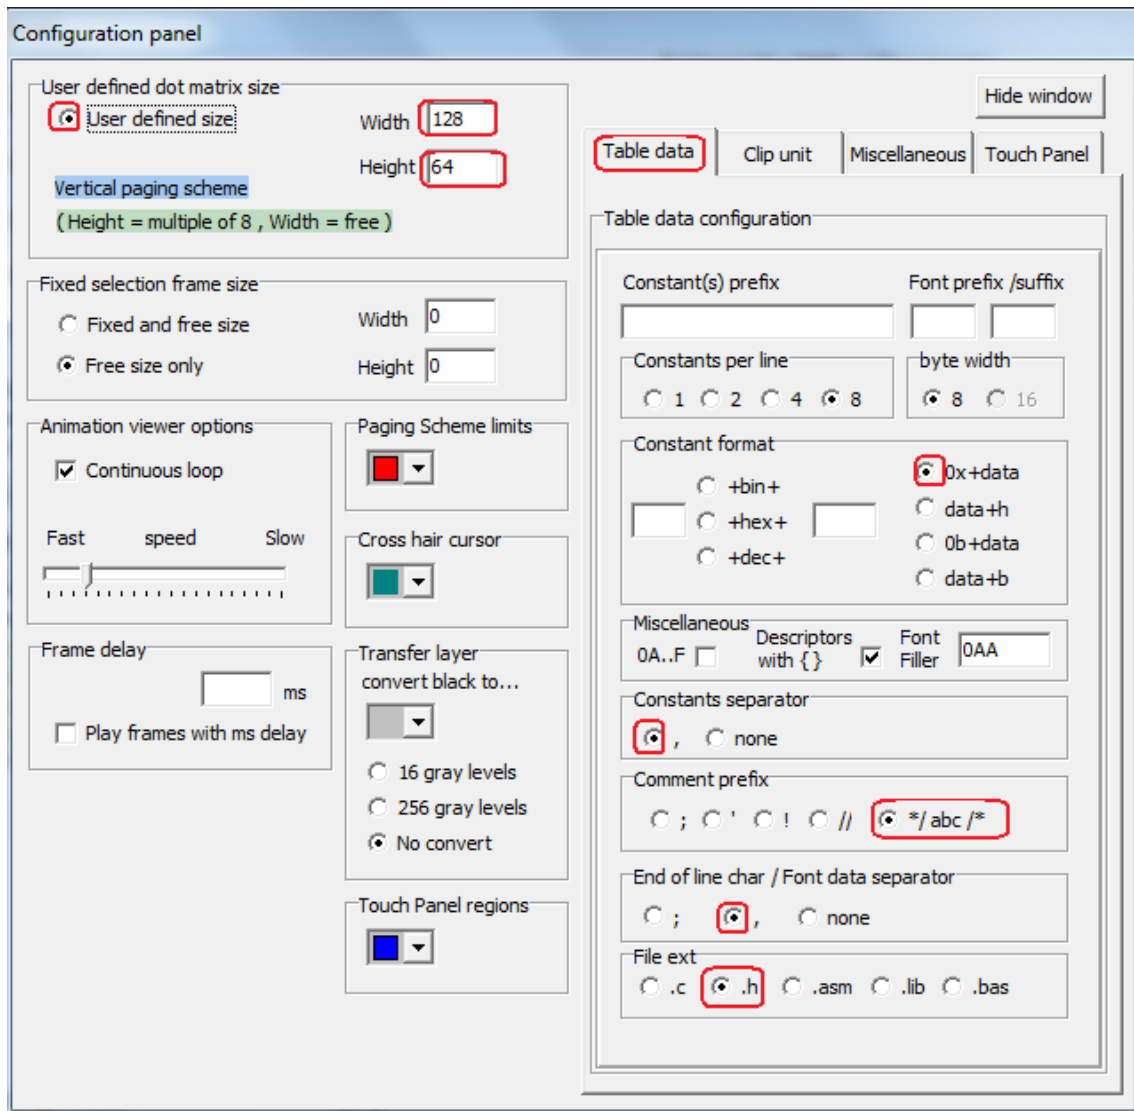 Configuration panel
User defined dot matrix size
User defined size
Width 128
Height 64
Vertical paging scheme
( Height = multiple of 8 , Width = free )
Fixed selection frame size
Fixed and free size
Width 0
Free size only
Height 0
Animation viewer options
Continuous loop
Fast speed Slow
Frame delay
ms
Play frames with ms delay
Paging Scheme limits
Cross hair cursor
Transfer layer
convert black to...
16 gray levels
256 gray levels
No convert
Touch Panel regions
Hide window
Table data Clip unit Miscellaneous Touch Panel
Table data configuration
Constant(s) prefix Font prefix /suffix
Constants per line byte width
1 2 4 8 8 16
Constant format
+bin+
+hex+
+dec+
0x+data
data+h
0b+data
data+b
Miscellaneous
0A..F Descriptors
with {} Font
Filler 0AA
Constants separator
, none
Comment prefix
; ' ! // */ abc /*
End of line char / Font data separator
; , none
File ext
.c .h .asm .lib .bas